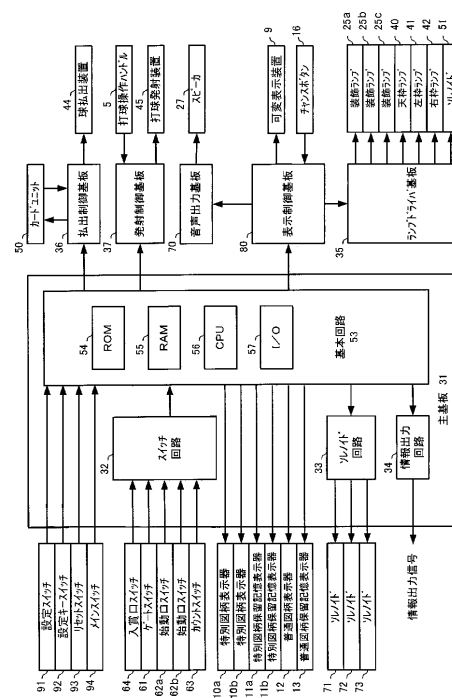 91
設定スイッチ
92
設定キースイッチ
93
リセットスイッチ
94
メインスイッチ
64
入賞口スイッチ
61
ゲートスイッチ
62a
始動口スイッチ
62b
始動口スイッチ
63
カウントスイッチ
10a
特別図柄表示器
10b
特別図柄表示器
11a
特別図柄保留記憶表示器
11b
特別図柄保留記憶表示器
12
普通図柄表示器
13
普通図柄保留記憶表示器
71
ソレノイド
72
ソレノイド
73
ソレノイド
情報出力信号
32
スイッチ
回路
33
ソレノイド
回路
34
情報出力
回路
54
ROM
55
RAM
56
CPU
57
I/O
基本回路
53
主基板 31
50
カードユニット
36
払出制御基板
37
発射制御基板
70
音声出力基板
80
表示制御基板
35
ランプドライバ基板
44
球払出装置
5
打球操作ハンドル
45
打球発射装置
27
スピーカ
9
可変表示装置
16
チャンスボタン
装飾ランプ
25a
装飾ランプ
25b
装飾ランプ
25c
天枠ランプ
40
左枠ランプ
41
右枠ランプ
42
ソレノイド
51